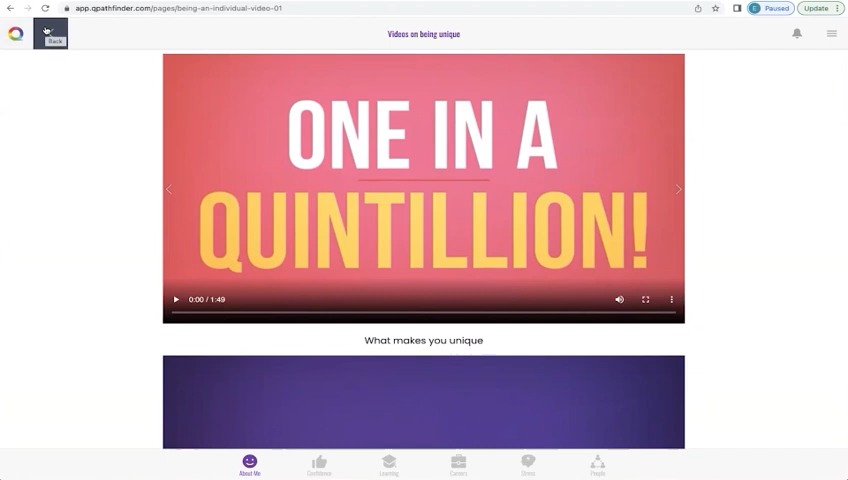 app.qpathfinder.com/pages/being-an-individual-video-01
E
Paused
Update
Back
Videos on being unique
ONE IN A
QUINTILLION!
0:00 / 1:49
What makes you unique
About Me
Confidence
Learning
Careers
Stress
People